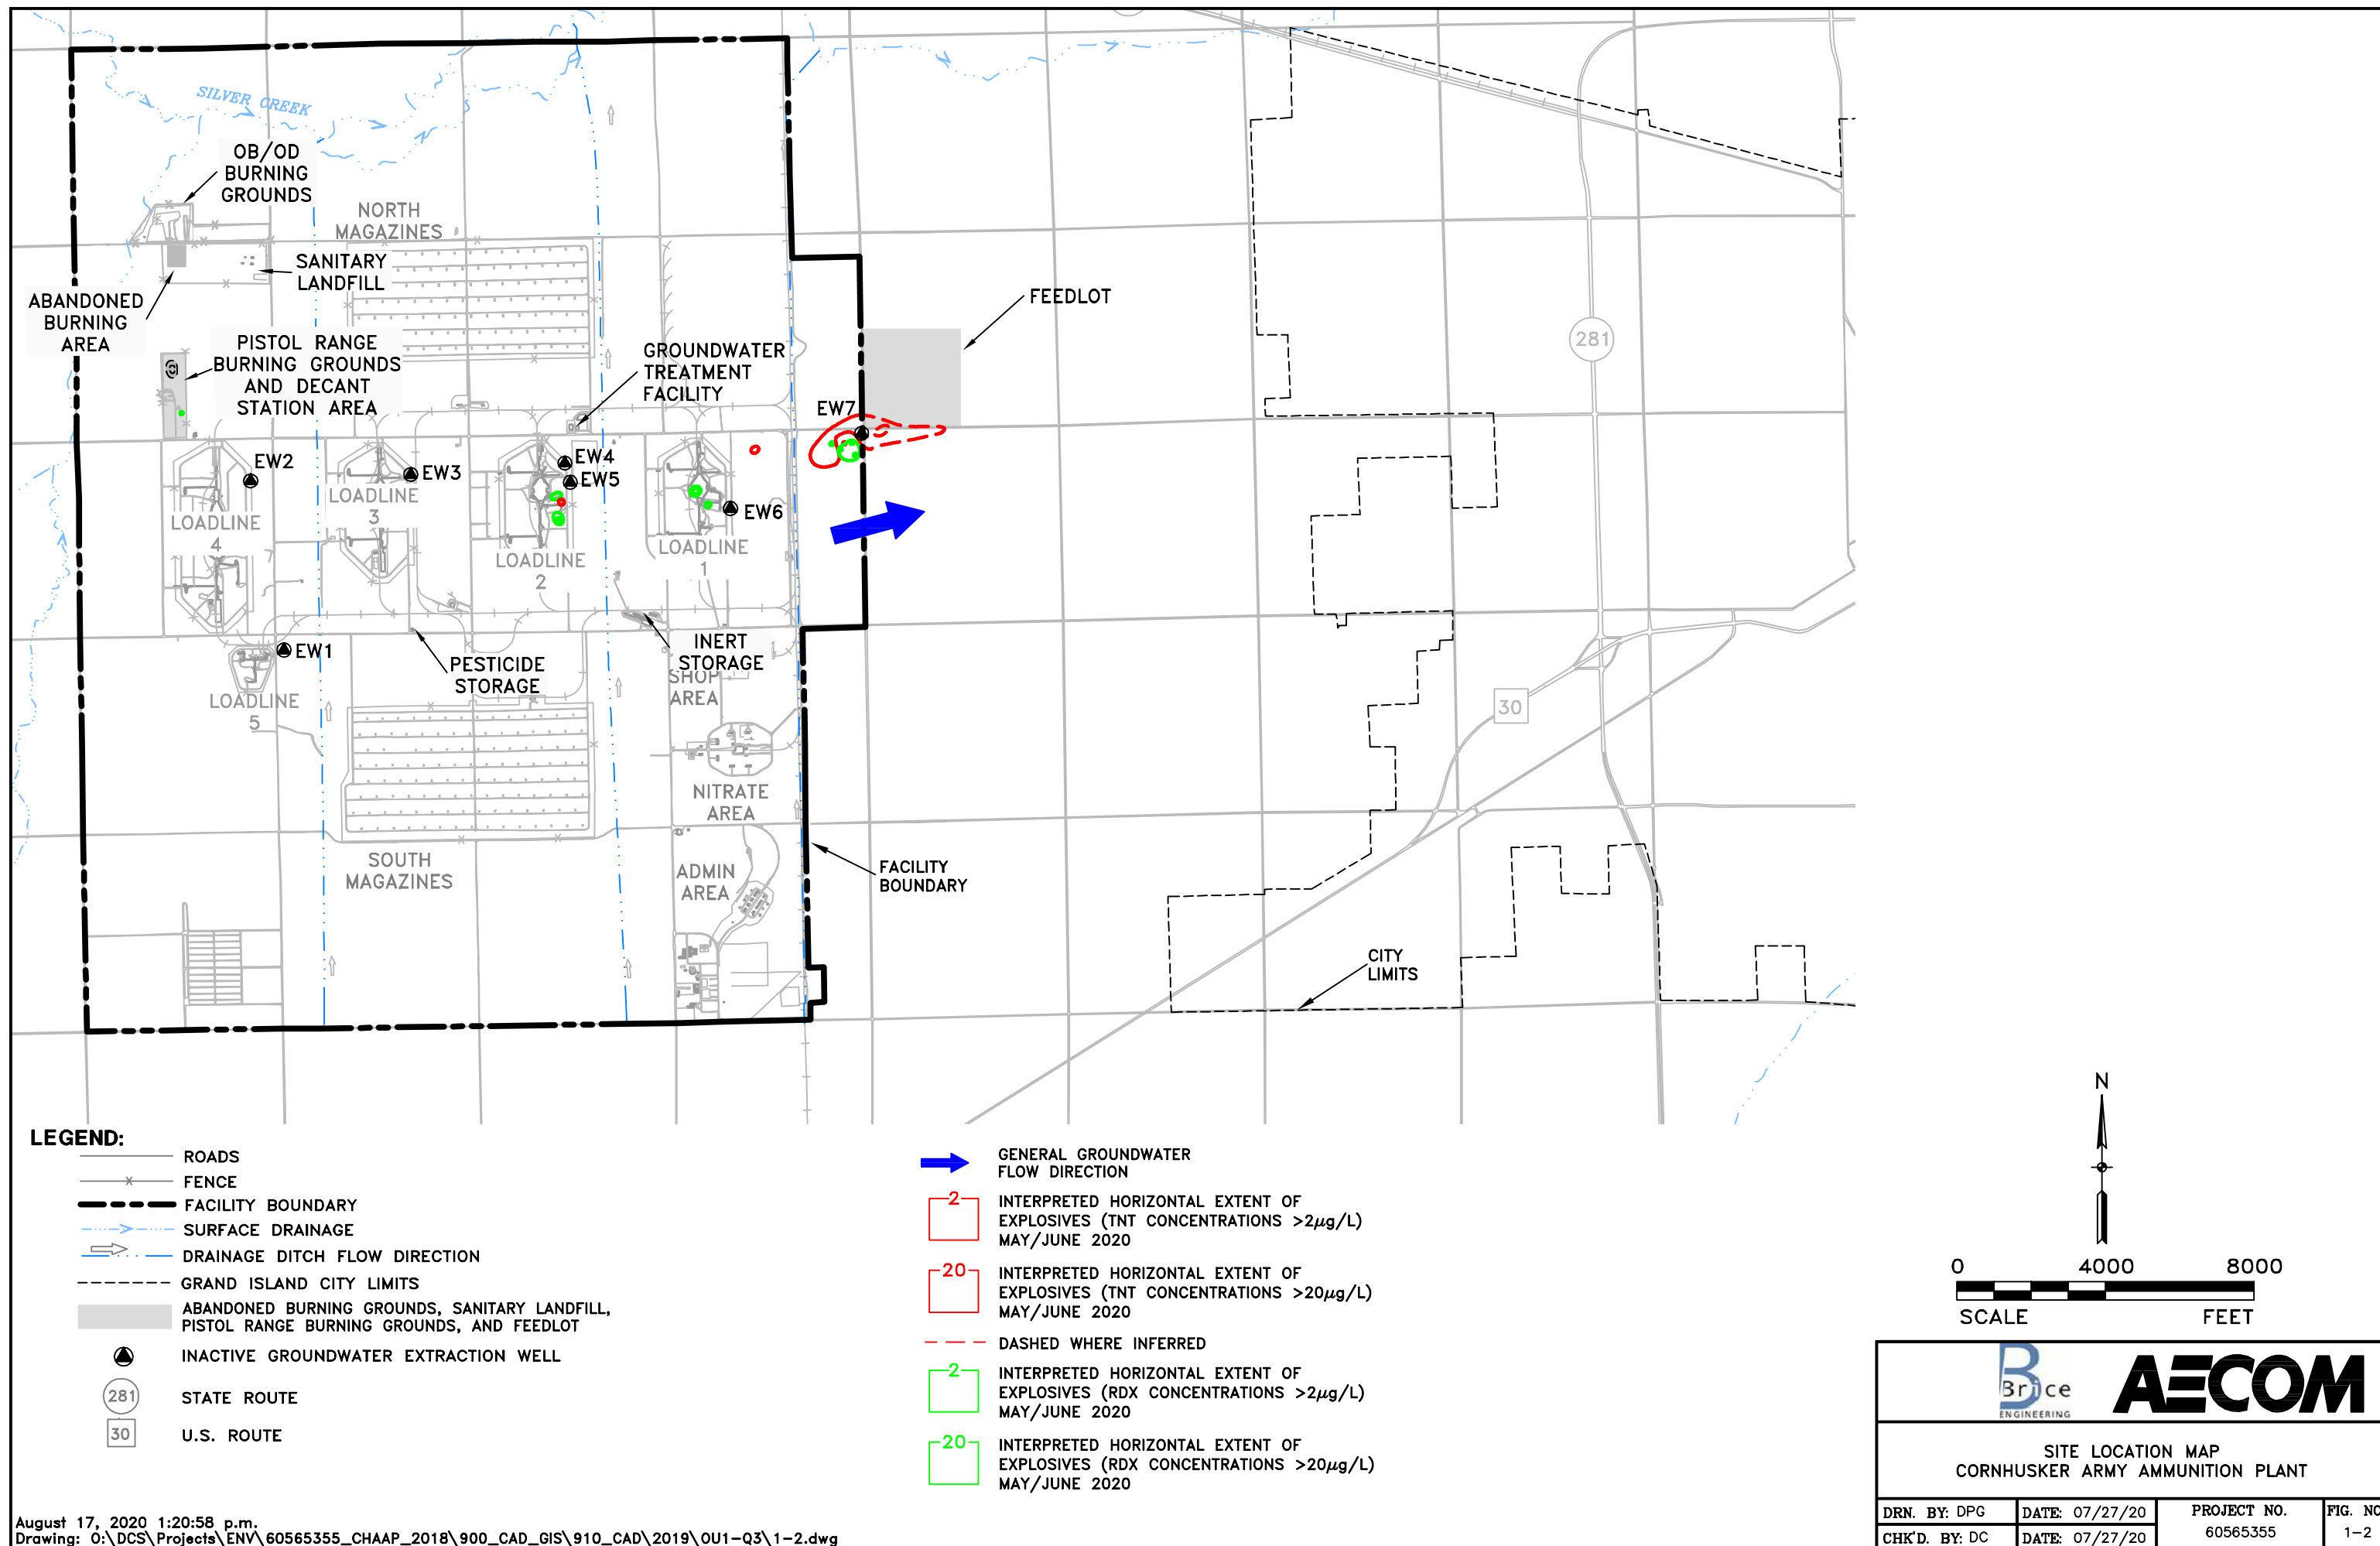 SILVER CREEK
OB/OD
BURNING
GROUNDS
NORTH
MAGAZINES
SANITARY
LANDFILL
ABANDONED
BURNING
AREA
PISTOL RANGE
BURNING GROUNDS
AND DECANT
STATION AREA
GROUNDWATER
TREATMENT
FACILITY
FEEDLOT
281
EW7
EW2
EW3
EW4
EW5
EW6
LOADLINE
4
LOADLINE
3
LOADLINE
2
LOADLINE
1
EW1
LOADLINE
5
PESTICIDE
STORAGE
INERT
STORAGE
SHOP
AREA
30
NITRATE
AREA
SOUTH
MAGAZINES
ADMIN
AREA
FACILITY
BOUNDARY
CITY
LIMITS
N
0 4000 8000
SCALE FEET
LEGEND:
ROADS
FENCE
FACILITY BOUNDARY
SURFACE DRAINAGE
DRAINAGE DITCH FLOW DIRECTION
GRAND ISLAND CITY LIMITS
ABANDONED BURNING GROUNDS, SANITARY LANDFILL,
PISTOL RANGE BURNING GROUNDS, AND FEEDLOT
INACTIVE GROUNDWATER EXTRACTION WELL
281 STATE ROUTE
30 U.S. ROUTE
GENERAL GROUNDWATER
FLOW DIRECTION
2 INTERPRETED HORIZONTAL EXTENT OF
EXPLOSIVES (TNT CONCENTRATIONS >2µg/L)
MAY/JUNE 2020
20 INTERPRETED HORIZONTAL EXTENT OF
EXPLOSIVES (TNT CONCENTRATIONS >20µg/L)
MAY/JUNE 2020
DASHED WHERE INFERRED
2 INTERPRETED HORIZONTAL EXTENT OF
EXPLOSIVES (RDX CONCENTRATIONS >2µg/L)
MAY/JUNE 2020
20 INTERPRETED HORIZONTAL EXTENT OF
EXPLOSIVES (RDX CONCENTRATIONS >20µg/L)
MAY/JUNE 2020
Brice
ENGINEERING
AECOM
SITE LOCATION MAP
CORNHUSKER ARMY AMMUNITION PLANT
DRN. BY: DPG DATE: 07/27/20 PROJECT NO. FIG. NO
CHK'D. BY: DC DATE: 07/27/20 60565355 1-2
August 17, 2020 1:20:58 p.m.
Drawing: O:\DCS\Projects\ENV\60565355_CHAAP_2018\900_CAD_GIS\910_CAD\2019\OU1-Q3\1-2.dwg